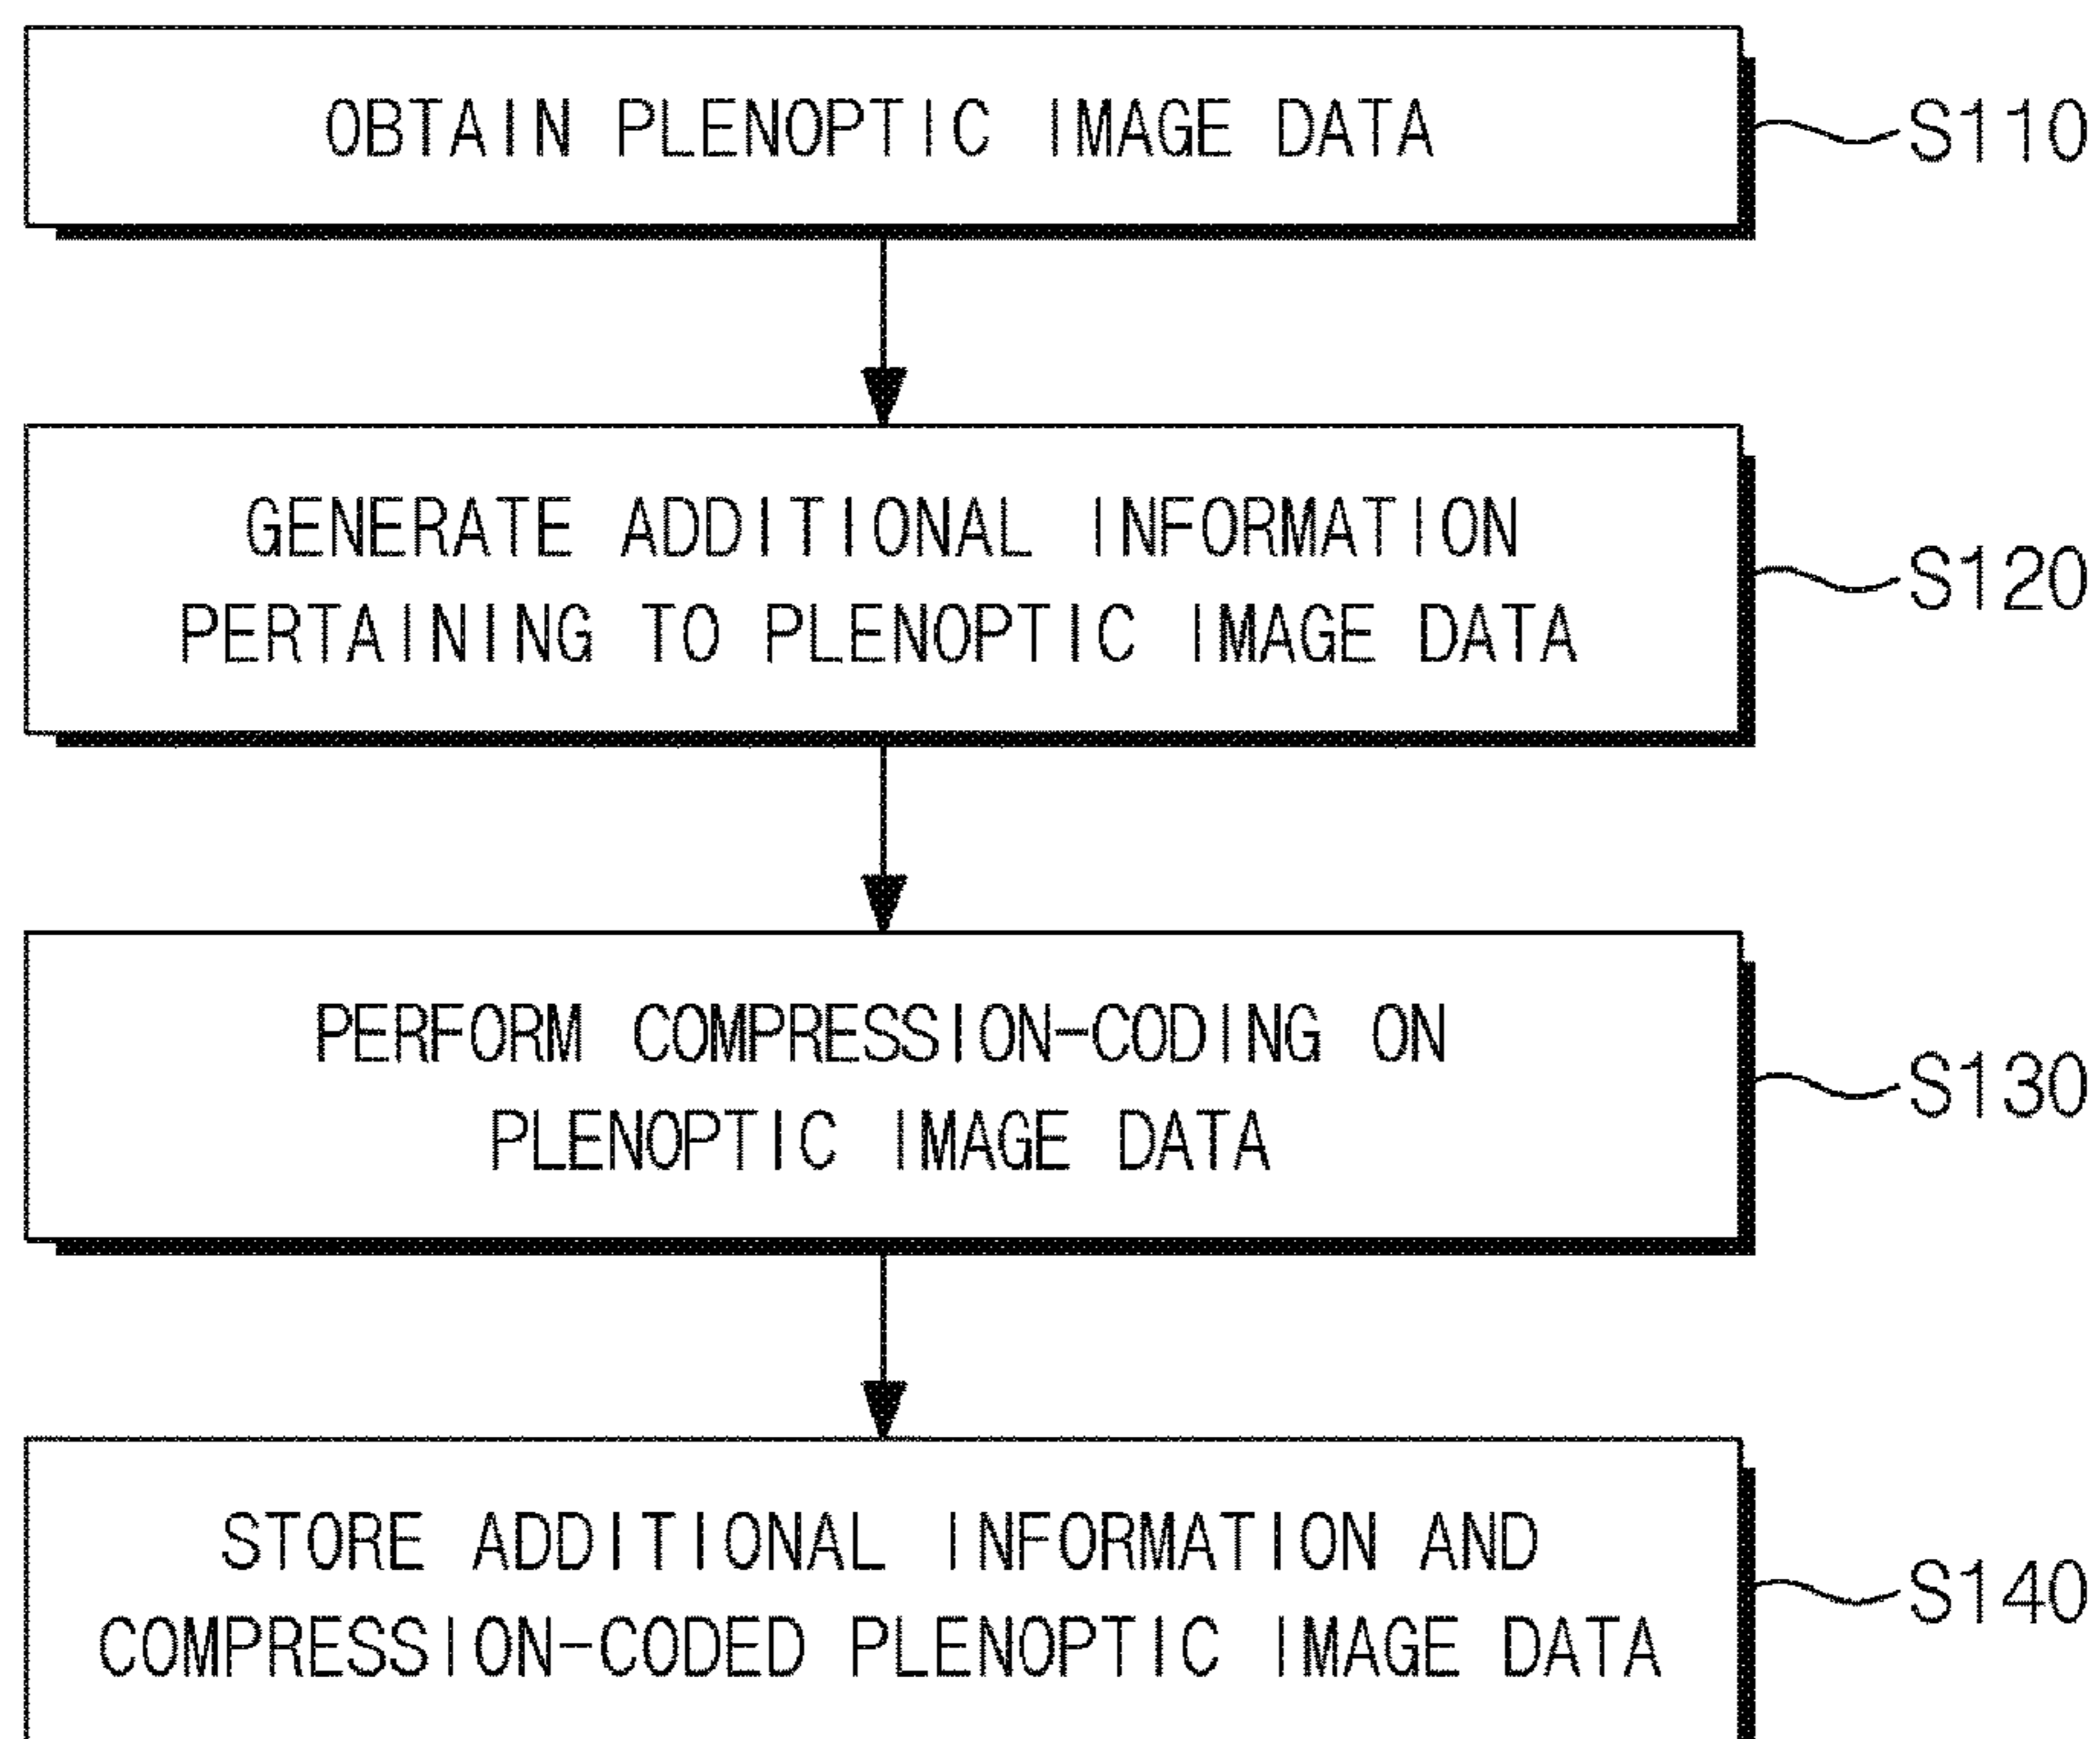 OBTAIN PLENOPTIC IMAGE DATA
S110
GENERATE ADDITIONAL INFORMATION
PERTAINING TO PLENOPTIC IMAGE DATA
S120
PERFORM COMPRESSION-CODING ON
PLENOPTIC IMAGE DATA
S130
STORE ADDITIONAL INFORMATION AND
COMPRESSION-CODED PLENOPTIC IMAGE DATA
S140